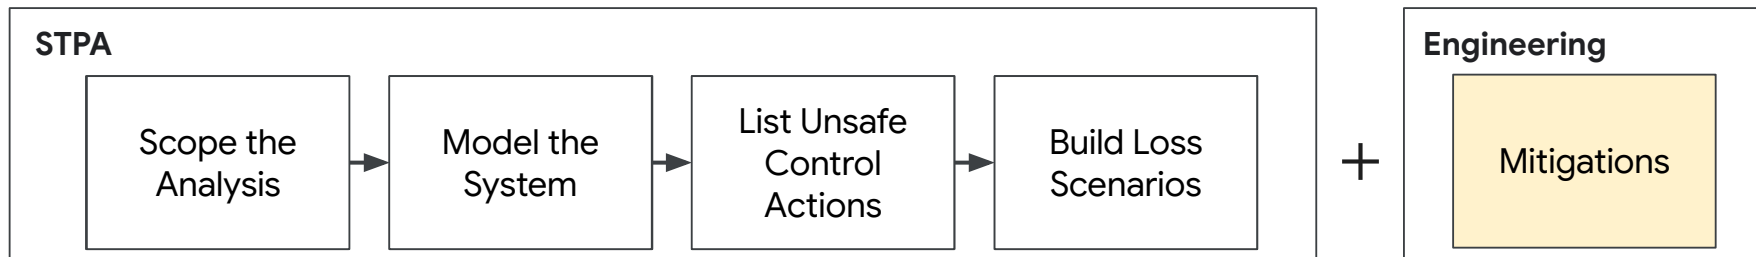 STPA
Scope the
Analysis
Model the
System
List Unsafe
Control
Actions
Build Loss
Scenarios
+
Engineering
Mitigations